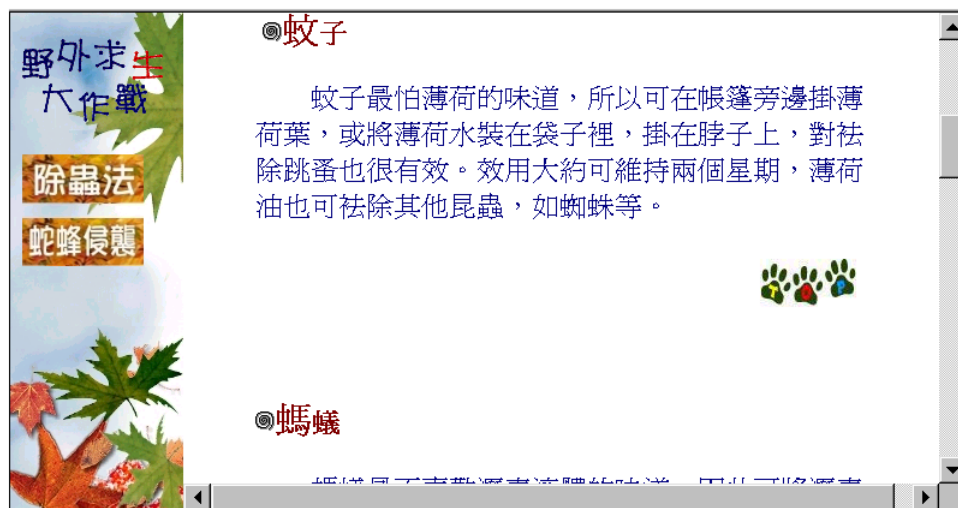 野外求生
大作戰
除蟲法
蛇蜂侵襲
蚊子
蚊子最怕薄荷的味道，所以可在帳篷旁邊掛薄
荷葉，或將薄荷水裝在袋子裡，掛在脖子上，對祛
除跳蚤也很有效。效用大約可維持兩個星期，薄荷
油也可祛除其他昆蟲，如蜘蛛等。
TOP
螞蟻